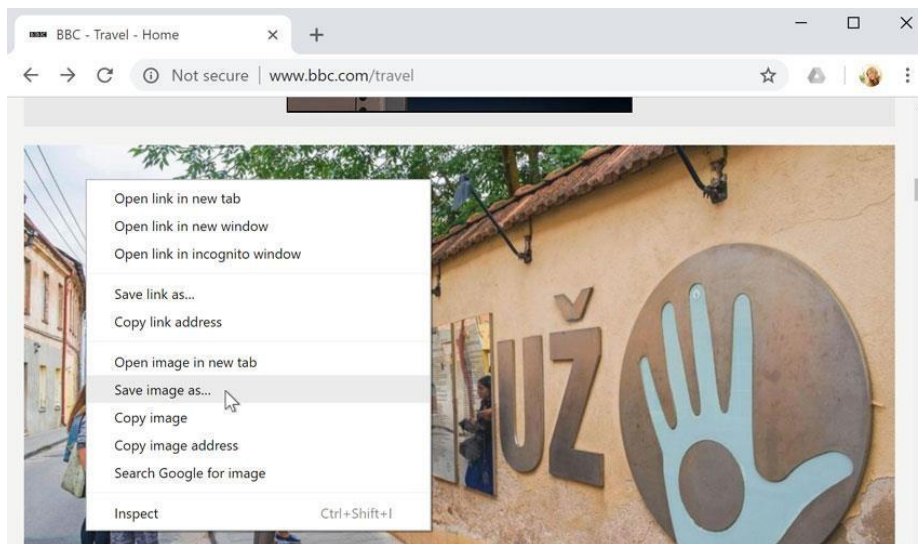 BBC BBC - Travel - Home
Not secure | www.bbc.com/travel
Open link in new tab
Open link in new window
Open link in incognito window
Save link as...
Copy link address
Open image in new tab
Save image as...
Copy image
Copy image address
Search Google for image
Inspect Ctrl+Shift+I
UŽ